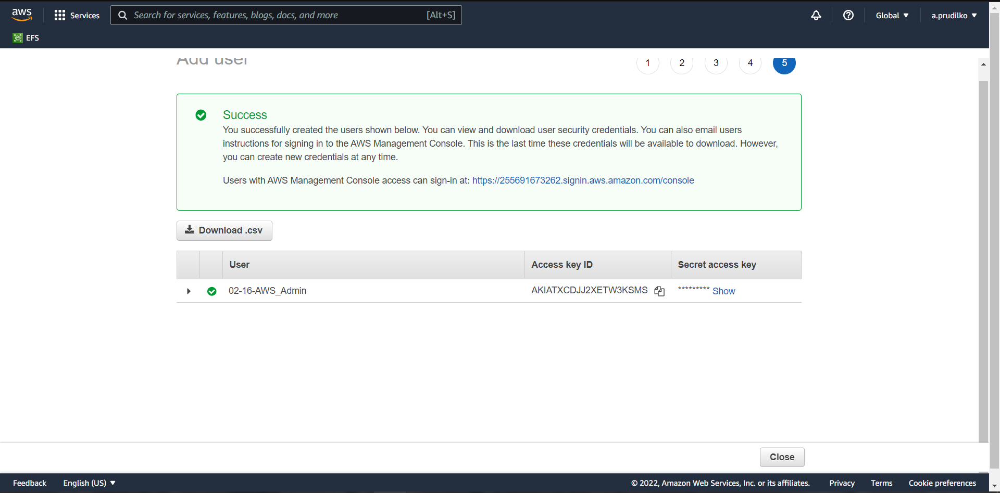 aws
Services
Search for services, features, blogs, docs, and more [Alt+S]
Global ▼
a.prudilko ▼
EFS
Add user
1 2 3 4 5
Success
You successfully created the users shown below. You can view and download user security credentials. You can also email users
instructions for signing in to the AWS Management Console. This is the last time these credentials will be available to download. However,
you can create new credentials at any time.
Users with AWS Management Console access can sign-in at: https://255691673262.signin.aws.amazon.com/console
Download .csv
User Access key ID Secret access key
02-16-AWS_Admin AKIATXCDJJ2XETW3KSMS ********* Show
Close
Feedback English (US) ▼ © 2022, Amazon Web Services, Inc. or its affiliates. Privacy Terms Cookie preferences